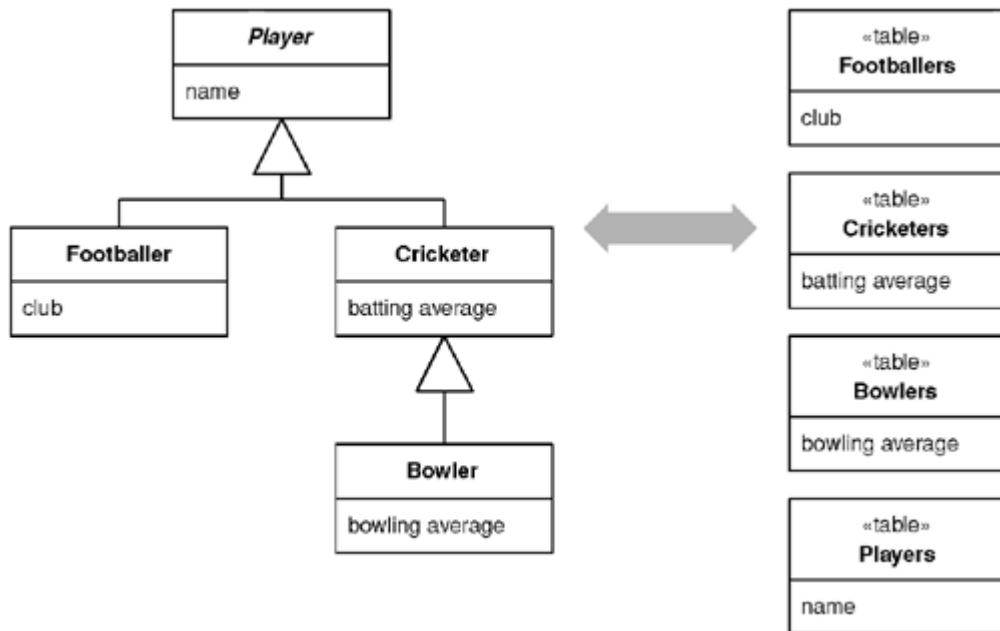 Player
name
Footballer
club
Cricketer
batting average
Bowler
bowling average
«table»
Footballers
club
«table»
Cricketers
batting average
«table»
Bowlers
bowling average
«table»
Players
name